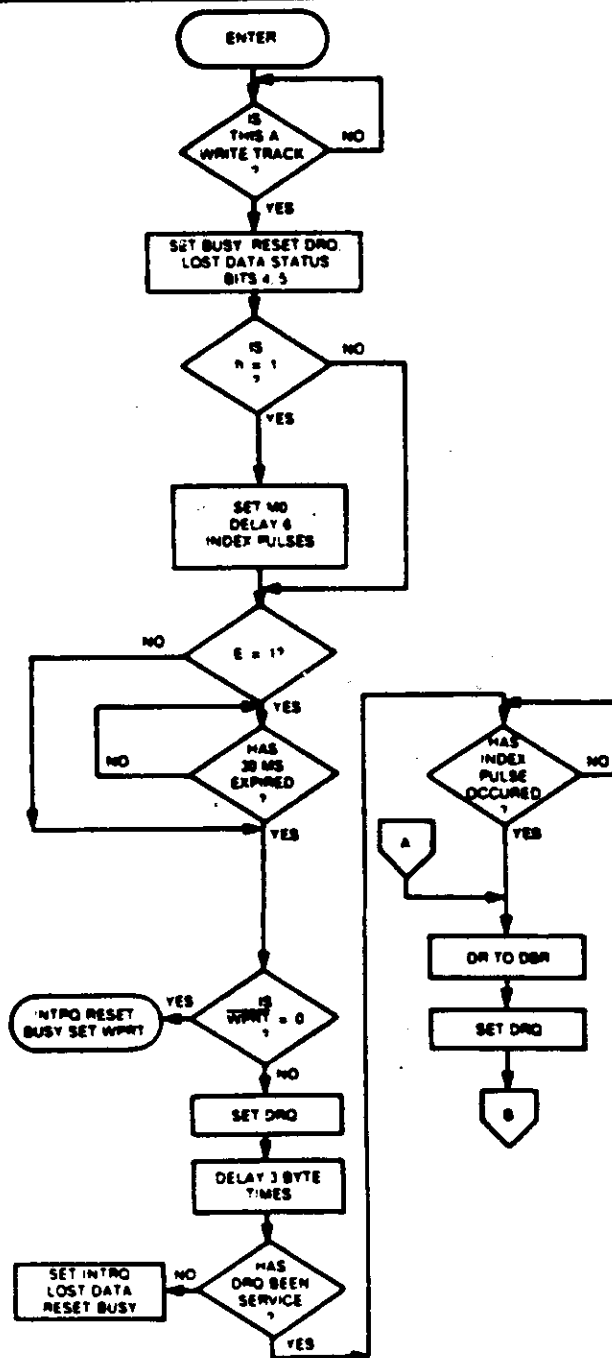 ENTER
IS
THIS A
WRITE TRACK
?
NO
YES
SET BUSY RESET DRQ
LOST DATA STATUS
BITS 4, 5
IS
= 1
?
NO
YES
SET MO
DELAY 6
INDEX PULSES
NO
E = 1?
YES
HAS
30 MS
EXPIRED
?
NO
YES
IS
WPRT = 0
?
YES
INTRQ RESET
BUSY SET WPRT
NO
SET DRQ
DELAY 3 BYTE
TIMES
HAS
DRQ BEEN
SERVICE
?
NO
SET INTRQ
LOST DATA
RESET BUSY
YES
HAS
INDEX
PULSE
OCCURED
?
NO
YES
A
DR TO DSR
SET DRQ
B